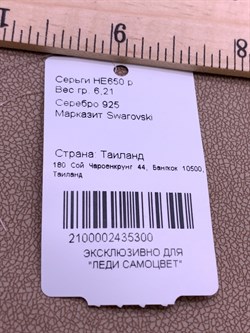 Серьги HE650 р
Вес гр. 6,21
Серебро 925
Марказит Swarovski
Страна: Таиланд
180 Сой Чароенкрунг 44, Бангкок 10500,
Таиланд
2100002435300
ЭКСКЛЮЗИВНО ДЛЯ
"ЛЕДИ САМОЦВЕТ"